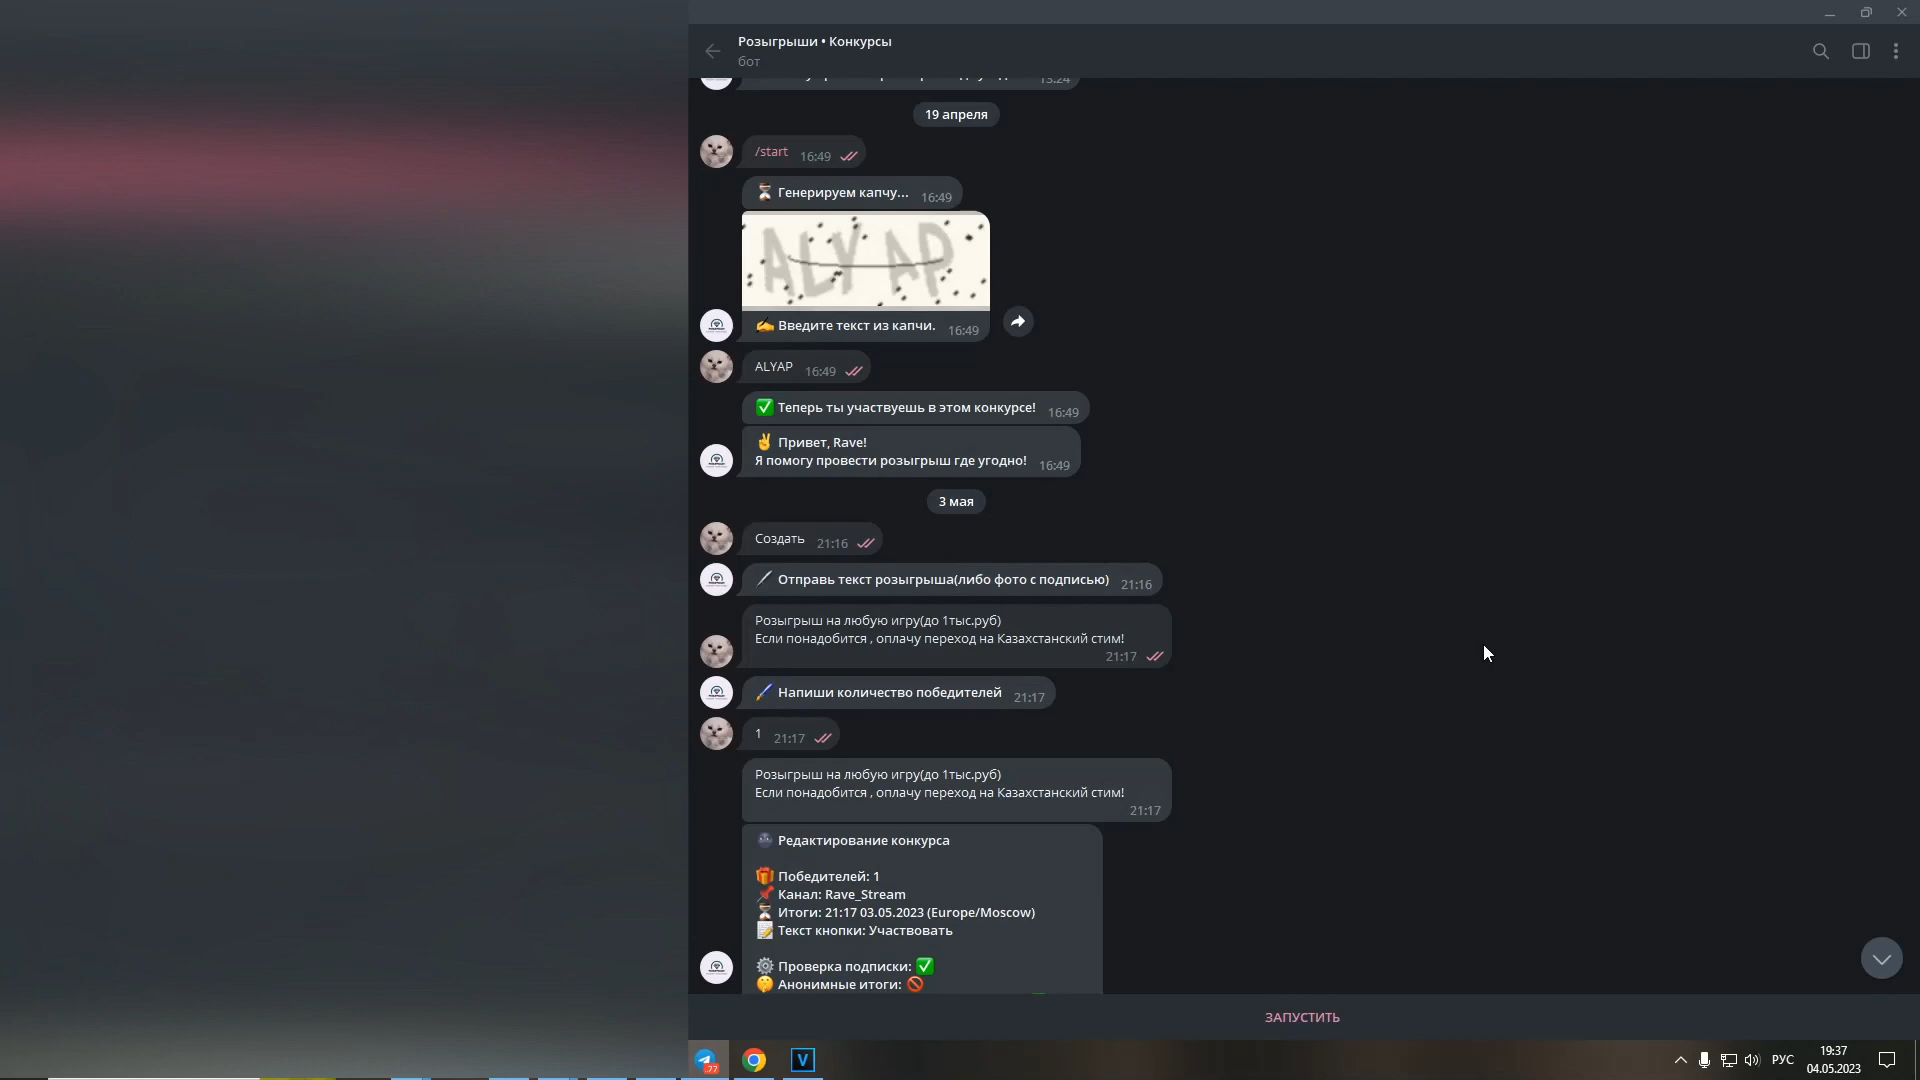 Розыгрыши • Конкурсы
бот
13:24
19 апреля
/start 16:49
Генерируем капчу... 16:49
ALYAP
Введите текст из капчи. 16:49
ALYAP 16:49
Теперь ты участвуешь в этом конкурсе! 16:49
Привет, Rave!
Я помогу провести розыгрыш где угодно! 16:49
3 мая
Создать 21:16
Отправь текст розыгрыша(либо фото с подписью) 21:16
Розыгрыш на любую игру(до 1тыс.руб)
Если понадобится , оплачу переход на Казахстанский стим!
21:17
Напиши количество победителей 21:17
1 21:17
Розыгрыш на любую игру(до 1тыс.руб)
Если понадобится , оплачу переход на Казахстанский стим!
21:17
Редактирование конкурса
Победителей: 1
Канал: Rave_Stream
Итоги: 21:17 03.05.2023 (Europe/Moscow)
Текст кнопки: Участвовать
Проверка подписки:
Анонимные итоги:
ЗАПУСТИТЬ
..77
V
РУС
19:37
04.05.2023